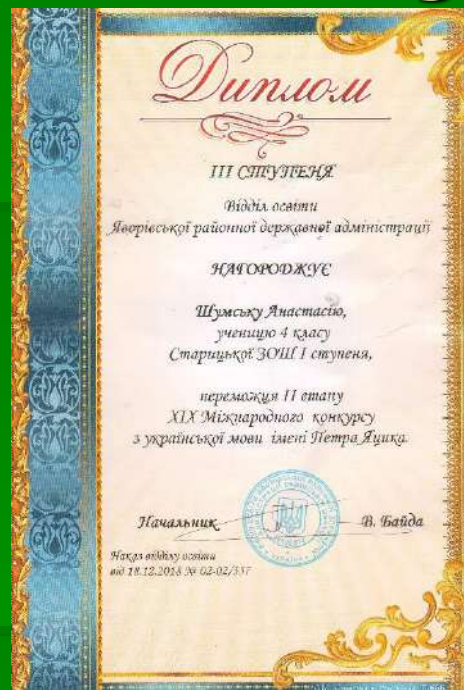 Диплом
ІІІ СТУПЕНЯ
Відділ освіти
Яворівської районної державної адміністрації
НАГОРОДЖУЄ
Шумську Анастасію,
ученицю 4 класу
Старицької ЗОШ І ступеня,
переможця ІІ етапу
ХІХ Міжнародного конкурсу
з української мови імені Петра Яцика.
Начальник В. Байда
Наказ відділу освіти
від 18.12.2018 № 02-02/337